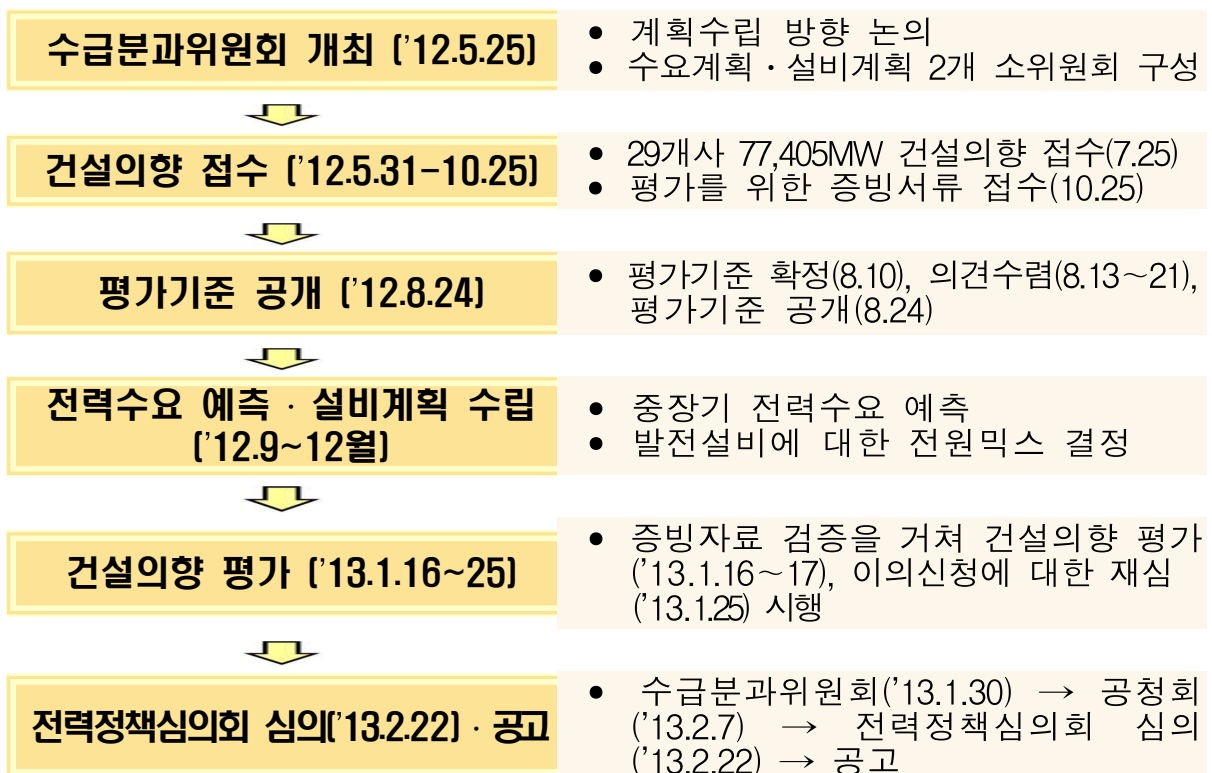 수급분과위원회 개최 ('12.5.25)
• 계획수립 방향 논의
• 수요계획・설비계획 2개 소위원회 구성
건설의향 접수 ('12.5.31-10.25)
• 29개사 77,405MW 건설의향 접수(7.25)
• 평가를 위한 증빙서류 접수(10.25)
평가기준 공개 ('12.8.24)
• 평가기준 확정(8.10), 의견수렴(8.13~21),
평가기준 공개(8.24)
전력수요 예측 · 설비계획 수립
('12.9~12월)
• 중장기 전력수요 예측
• 발전설비에 대한 전원믹스 결정
건설의향 평가 ('13.1.16~25)
• 증빙자료 검증을 거쳐 건설의향 평가
('13.1.16~17), 이의신청에 대한 재심
('13.1.25) 시행
전력정책심의회 심의('13.2.22) · 공고
• 수급분과위원회('13.1.30) → 공청회
('13.2.7) → 전력정책심의회 심의
('13.2.22) → 공고